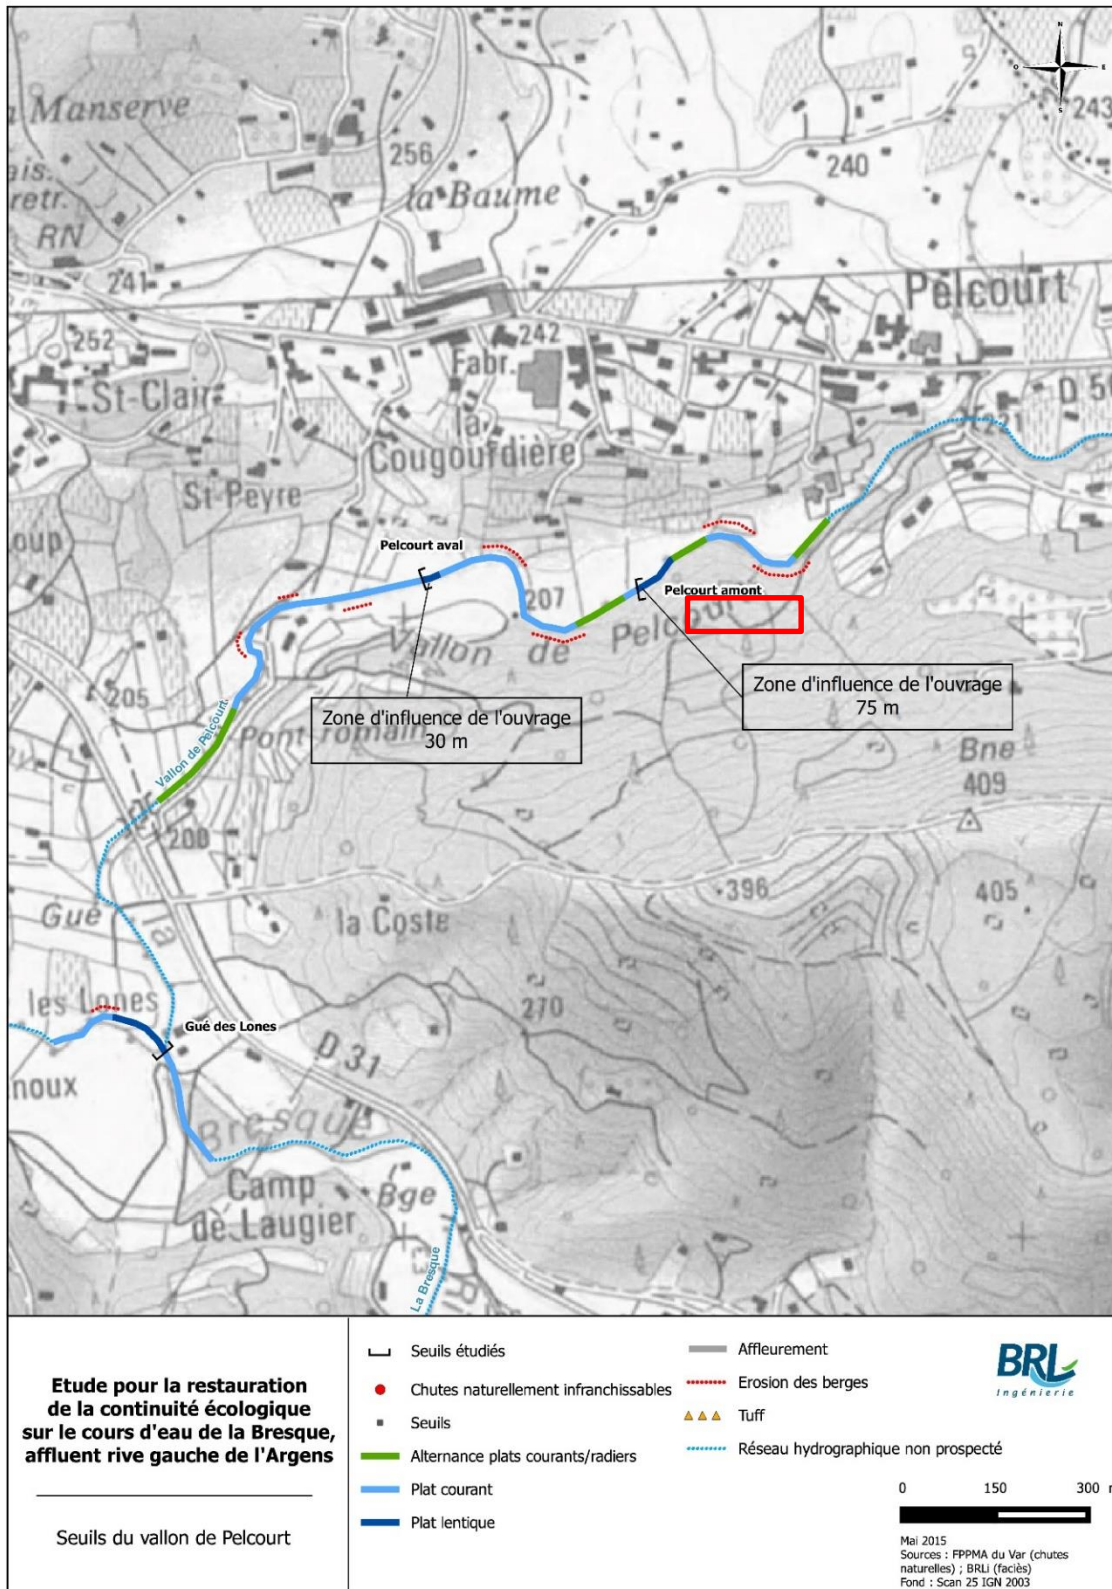 N
O
E
S
a Manserve
ais.
retr.
RN
256
la Baume
240
243
241
Pelcourt
252
242
Fabr.
St-Clair
la
Cougourdière
D 56
St-Peyre
oup
Pelcourt aval
207
Pelcourt amont
Vallon de Pelcourt
205
Zone d'influence de l'ouvrage
30 m
Zone d'influence de l'ouvrage
75 m
Vallon de Pelcourt
Pont romain
Bne
409
200
396
405
Gué
la Coste
les Lones
270
Gué des Lones
D 31
noux
Bresque
Camp
de Laugier
Bge
La Bresque
Etude pour la restauration
de la continuité écologique
sur le cours d'eau de la Bresque,
affluent rive gauche de l'Argens
Seuils du vallon de Pelcourt
Seuils étudiés
Chutes naturellement infranchissables
Seuils
Alternance plats courants/radiers
Plat courant
Plat lentique
Affleurement
Erosion des berges
Tuff
Réseau hydrographique non prospecté
BRL
Ingénierie
0 150 300 m
Mai 2015
Sources : FPPMA du Var (chutes
naturelles) ; BRLi (faciès)
Fond : Scan 25 IGN 2003